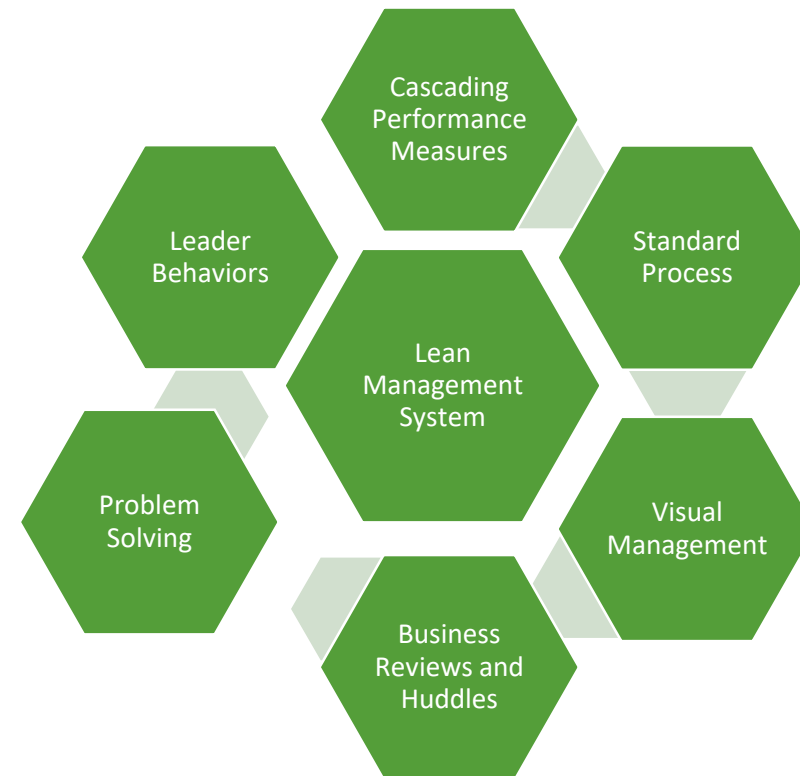 Cascading
Performance
Measures
Leader
Behaviors
Standard
Process
Lean
Management
System
Problem
Solving
Visual
Management
Business
Reviews and
Huddles